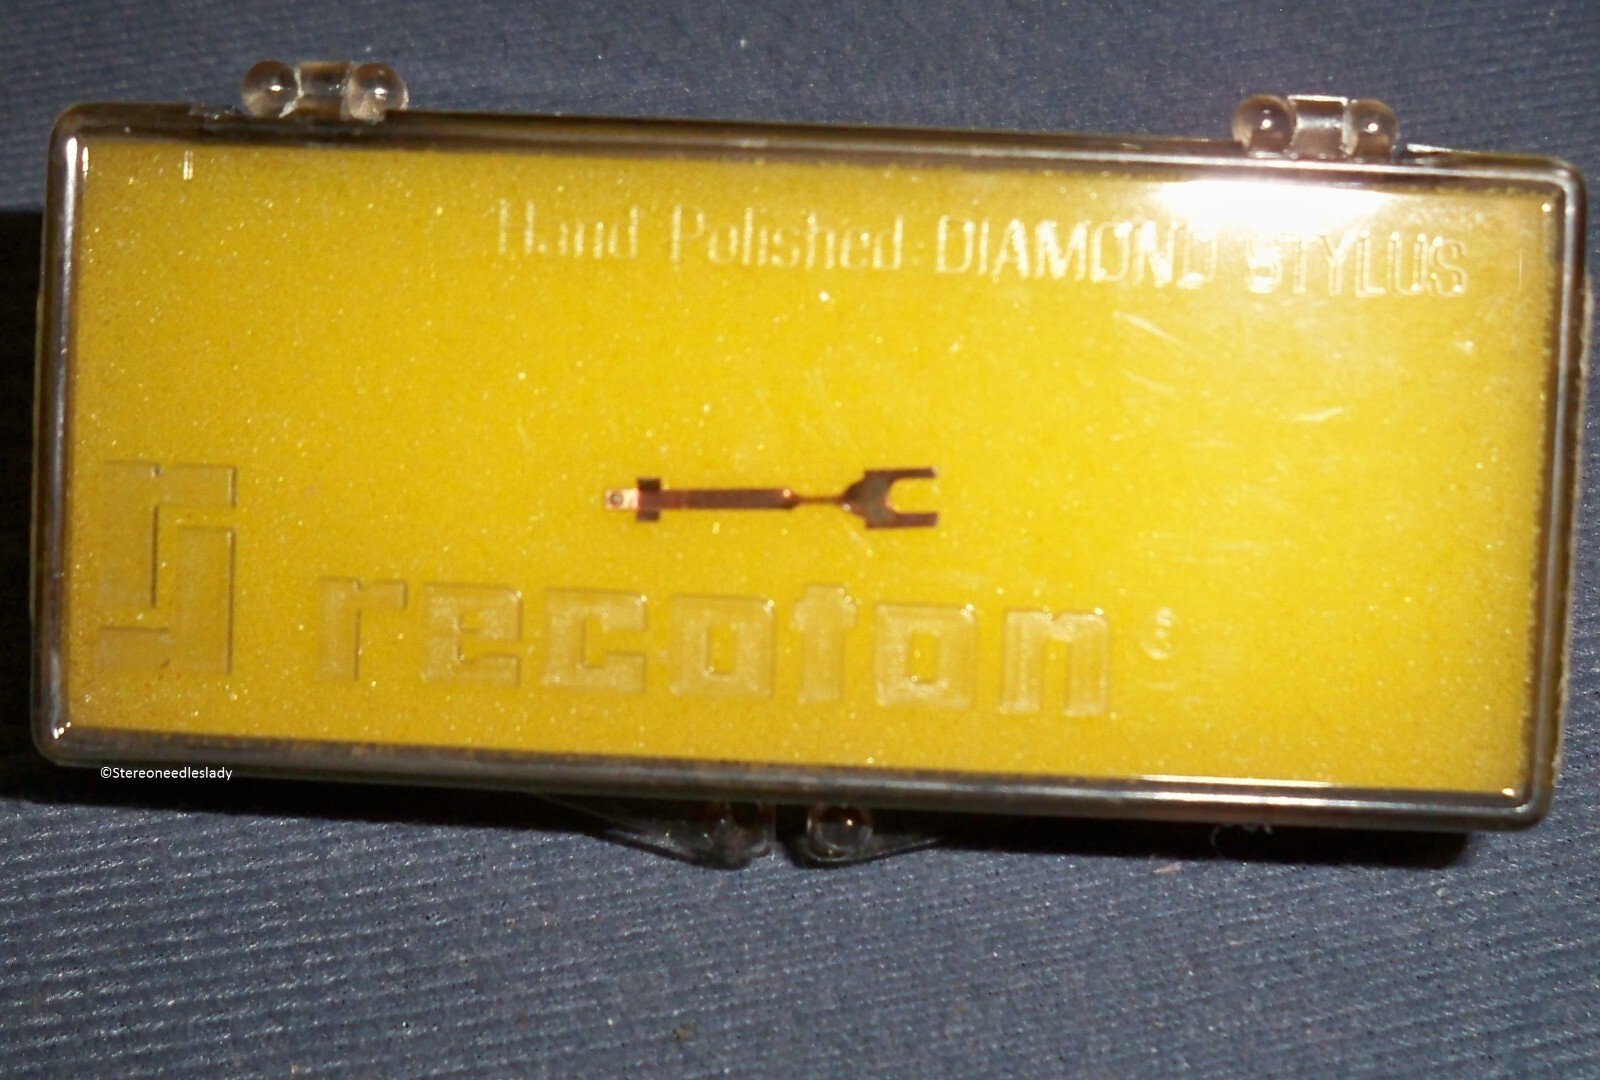 Hand Polished DIAMOND STYLUS
recoton®
©Stereoneedleslady